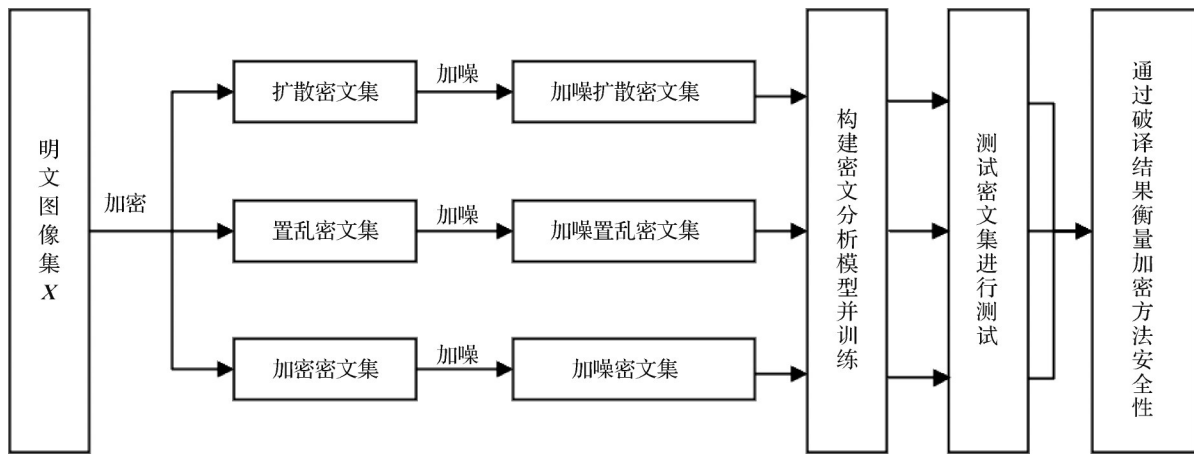 明文图像集X
加密
扩散密文集
加噪
加噪扩散密文集
置乱密文集
加噪
加噪置乱密文集
加密密文集
加噪
加噪密文集
构建密文分析模型并训练
测试密文集进行测试
通过破译结果衡量加密方法安全性